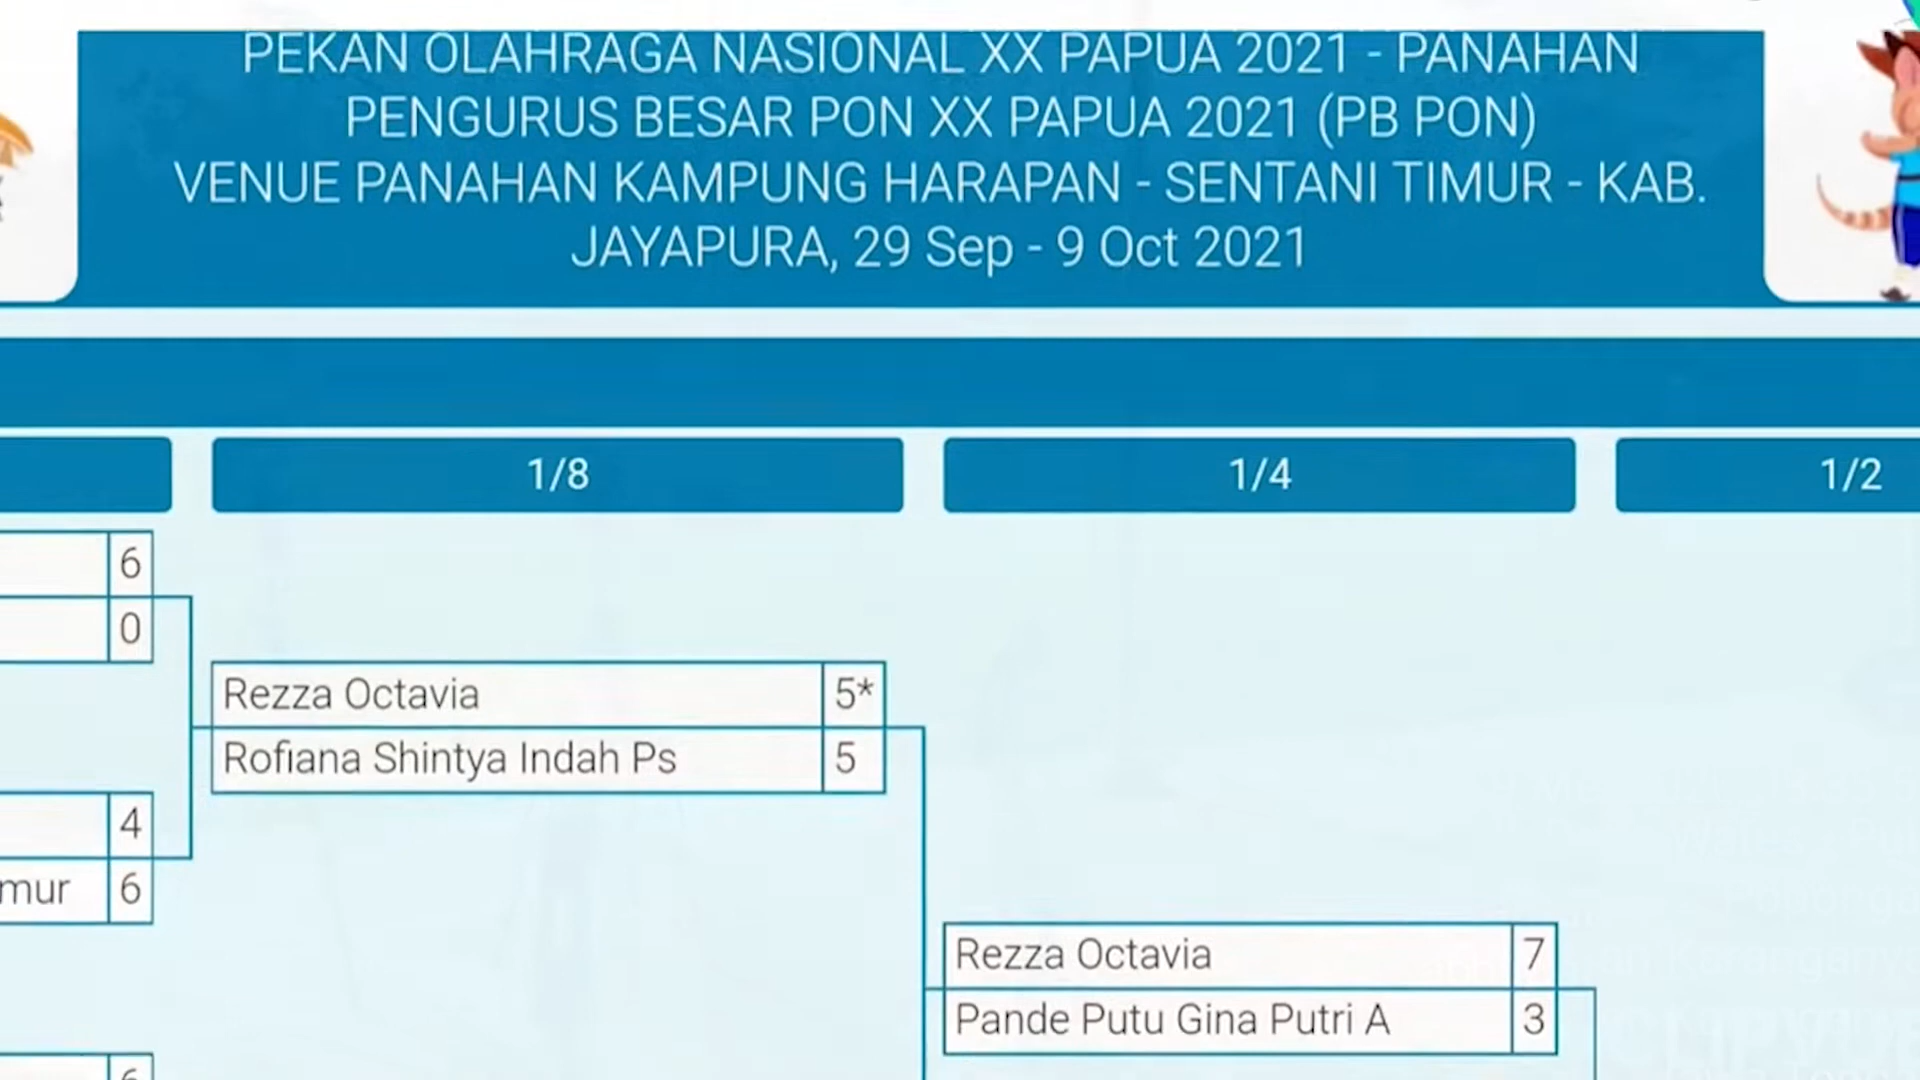 PEKAN OLAHRAGA NASIONAL XX PAPUA 2021 - PANAHAN
PENGURUS BESAR PON XX PAPUA 2021 (PB PON)
VENUE PANAHAN KAMPUNG HARAPAN - SENTANI TIMUR - KAB.
JAYAPURA, 29 Sep - 9 Oct 2021
1/8 1/4 1/2
6
0
Rezza Octavia 5*
Rofiana Shintya Indah Ps 5
4
mur 6
Rezza Octavia 7
Pande Putu Gina Putri A 3